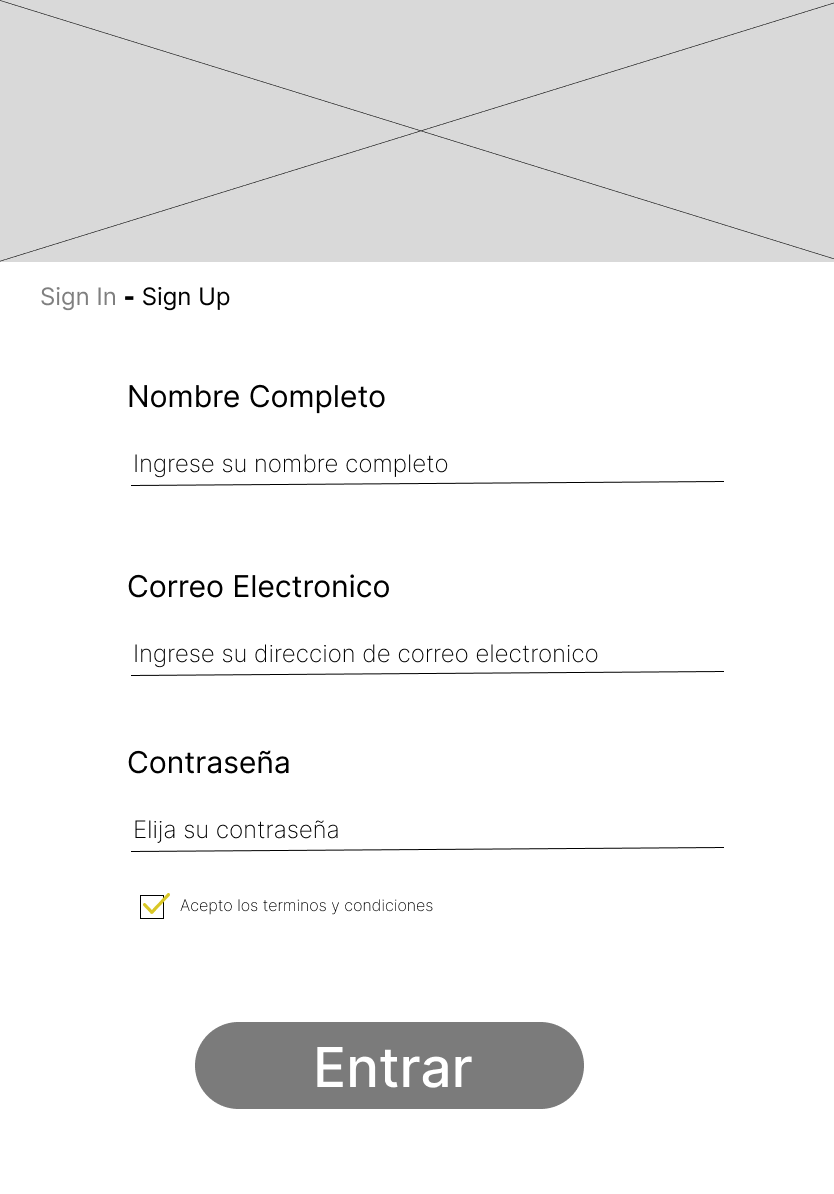 Sign In - Sign Up
Nombre Completo
Ingrese su nombre completo
Correo Electronico
Ingrese su direccion de correo electronico
Contraseña
Elija su contraseña
Acepto los terminos y condiciones
Entrar